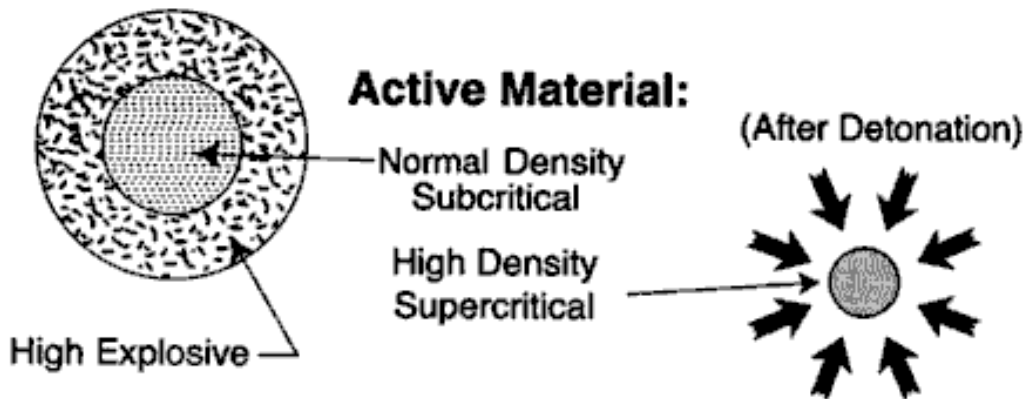 Active Material:
(After Detonation)
Normal Density
Subcritical
High Density
Supercritical
High Explosive